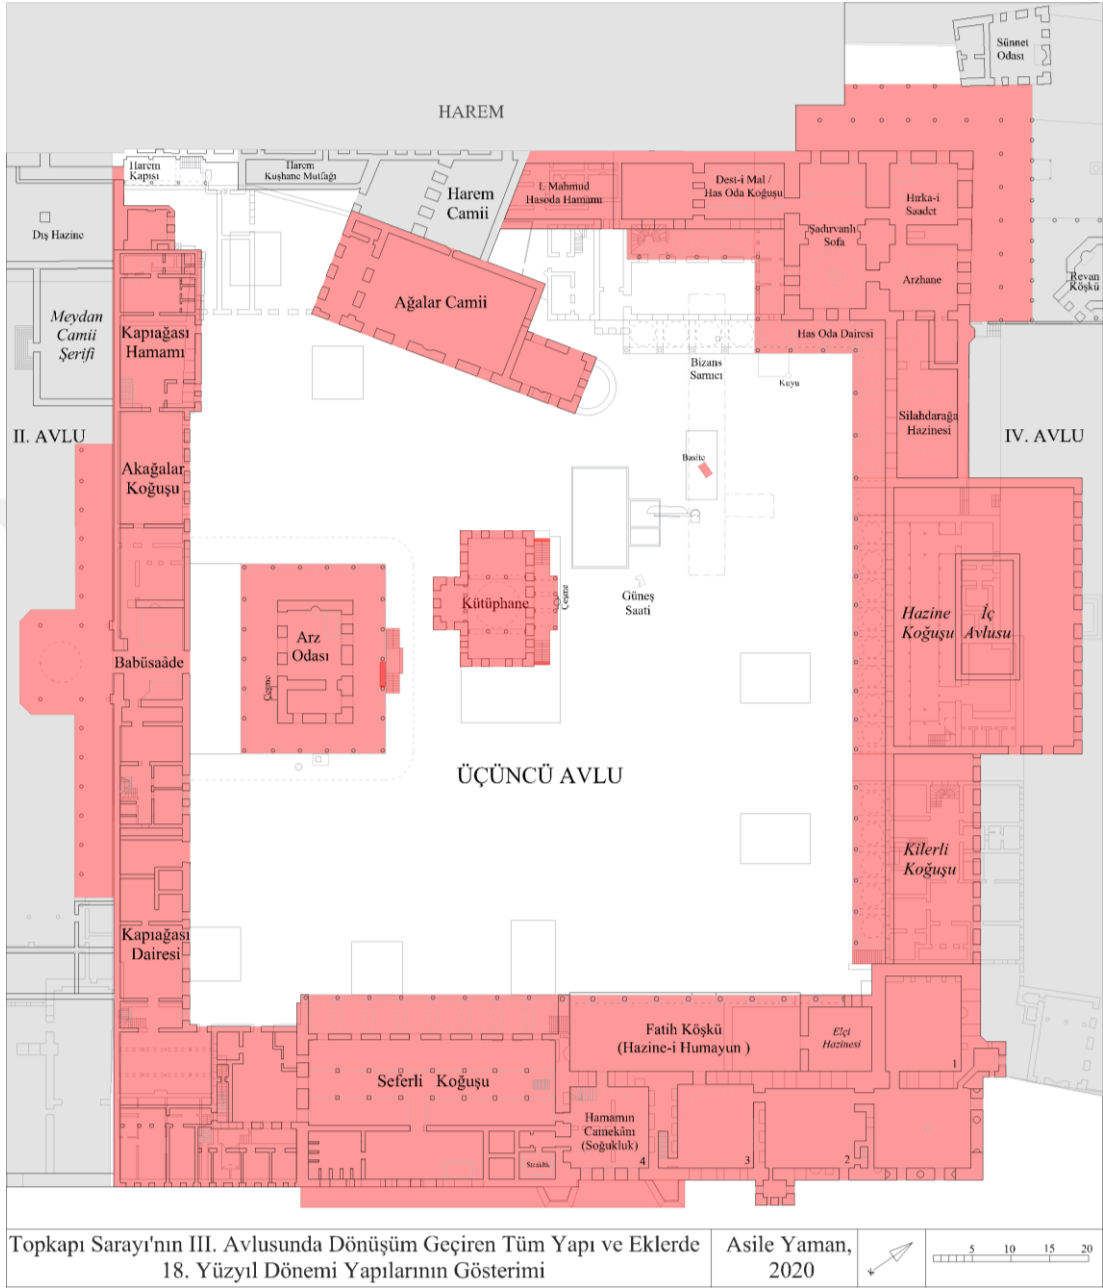 Sünnet
Odası
HAREM
Harem
Kapısı
Harem
Kuşhane Mutfağı
Harem
Camii
I. Mahmud
Hasoda Hamamı
Dest-i Mal /
Has Oda Koğuşu
Hırka-i
Saadet
Şadırvanlı
Sofa
Dış Hazine
Arzhane
Revan
Köşkü
Ağalar Camii
Meydan
Camii
Şerifi
Kapıağası
Hamamı
Has Oda Dairesi
Bizans
Sarnıcı
Kuyu
Silahdarağa
Hazinesi
II. AVLU
IV. AVLU
Akağalar
Koğuşu
Basite
Güneş
Saati
Kütüphane
Çeşme
Hazine
Koğuşu
İç
Avlusu
Arz
Odası
Çeşme
Babüsaâde
ÜÇÜNCÜ AVLU
Kilerli
Koğuşu
Kapıağası
Dairesi
Fatih Köşkü
(Hazine-i Humayun )
Elçi
Hazinesi
1
Seferli Koğuşu
Hamamın
Camekânı
(Soğukluk)
Sıcaklık
4
3
2
Topkapı Sarayı'nın III. Avlusunda Dönüşüm Geçiren Tüm Yapı ve Eklerde
18. Yüzyıl Dönemi Yapılarının Gösterimi
Asile Yaman,
2020
5 10 15 20